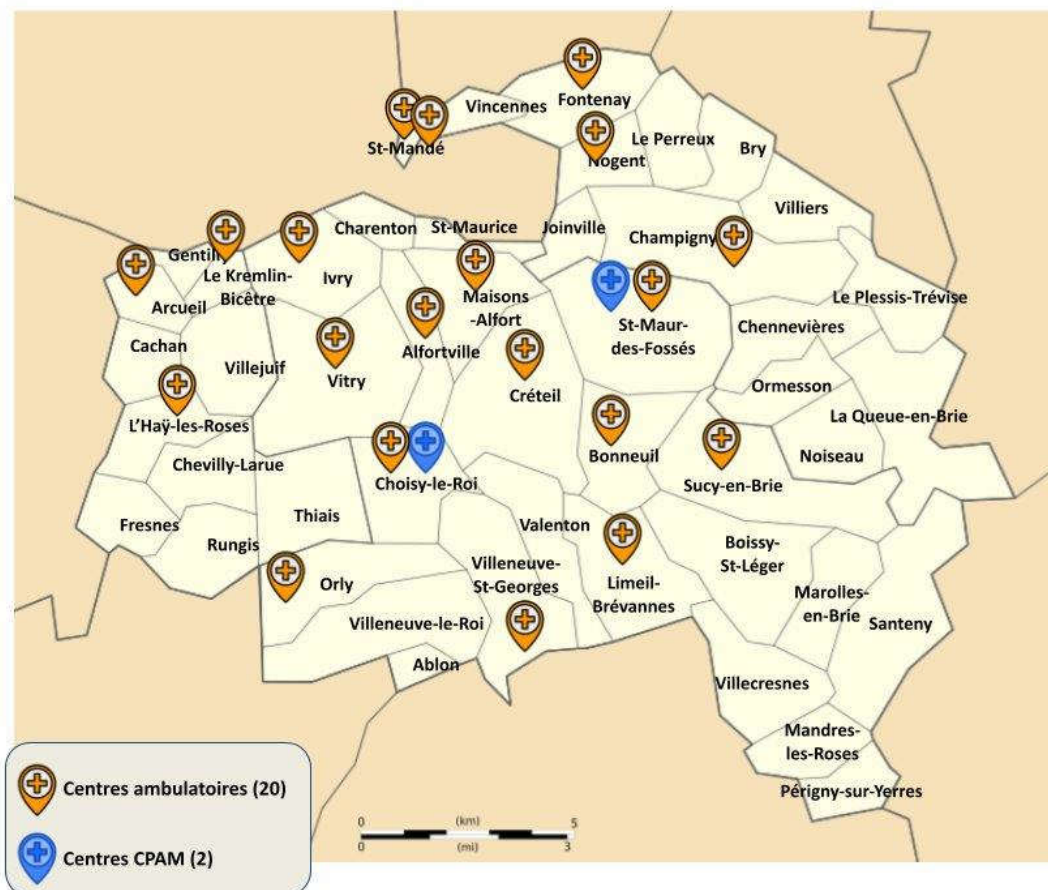 Fontenay
Vincennes
St-Mandé
Le Perreux
Nogent
Bry
Villiers
Joinville
Champigny
Charenton
St-Maurice
Gentilly
Le Kremlin-
Bicêtre
Ivry
Arcueil
Maisons
-Alfort
Le Plessis-Trévise
St-Maur-
des-Fossés
Chennevières
Cachan
Villejuif
Vitry
Alfortville
Créteil
Ormesson
La Queue-en-Brie
L'Haÿ-les-Roses
Bonneuil
Noiseau
Chevilly-Larue
Choisy-le-Roi
Sucy-en-Brie
Fresnes
Rungis
Thiais
Valenton
Boissy-
St-Léger
Orly
Villeneuve-
St-Georges
Limeil-
Brévannes
Marolles-
en-Brie
Villeneuve-le-Roi
Santeny
Ablon
Villecresnes
Mandres-
les-Roses
Périgny-sur-Yerres
Centres ambulatoires (20)
Centres CPAM (2)
0 (km) 5
0 (mi) 3